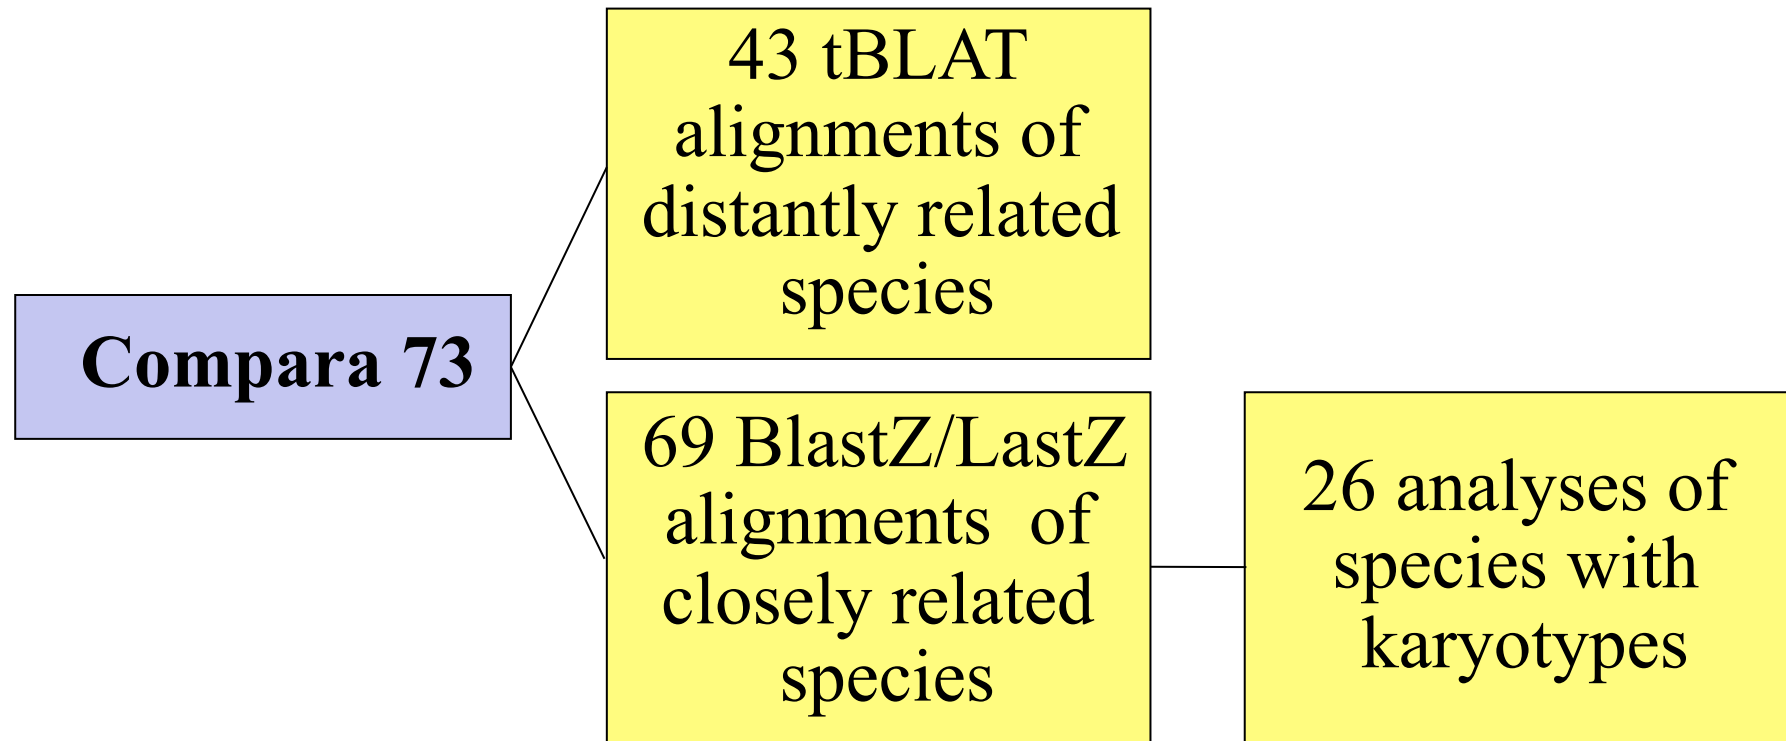 Compara 73
43 tBLAT
alignments of
distantly related
species
69 BlastZ/LastZ
alignments  of
closely related
species
26 analyses of
species with
karyotypes